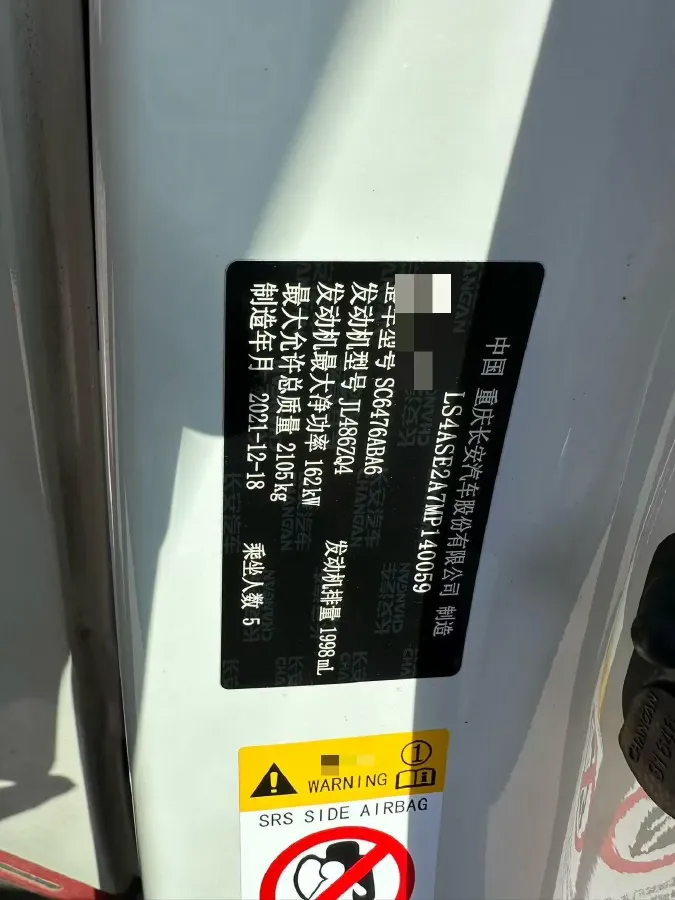 中国 重庆长安汽车股份有限公司 制造
LS4ASE2A7MP140059
整车型号 SC6476ABA6
发动机型号 JL486ZQ4
发动机最大净功率 162kW 发动机排量 1998mL
最大允许总质量 2105kg
制造年月 2021-12-18 乘坐人数 5
WARNING
SRS SIDE AIRBAG
CHANGAN